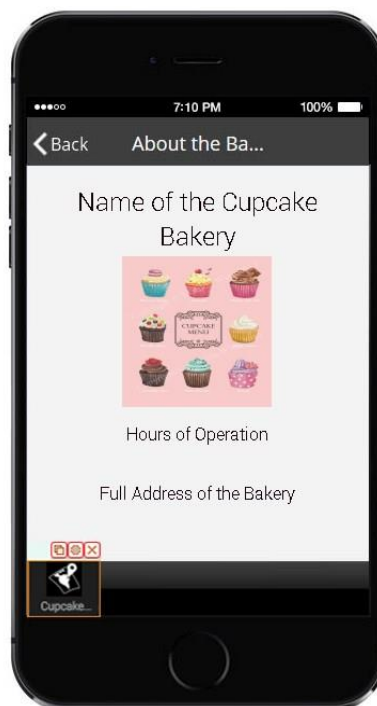 7:10 PM
100%
Back
About the Ba...
Name of the Cupcake
Bakery
CUPCAKE
MENU
Hours of Operation
Full Address of the Bakery
Cupcake...